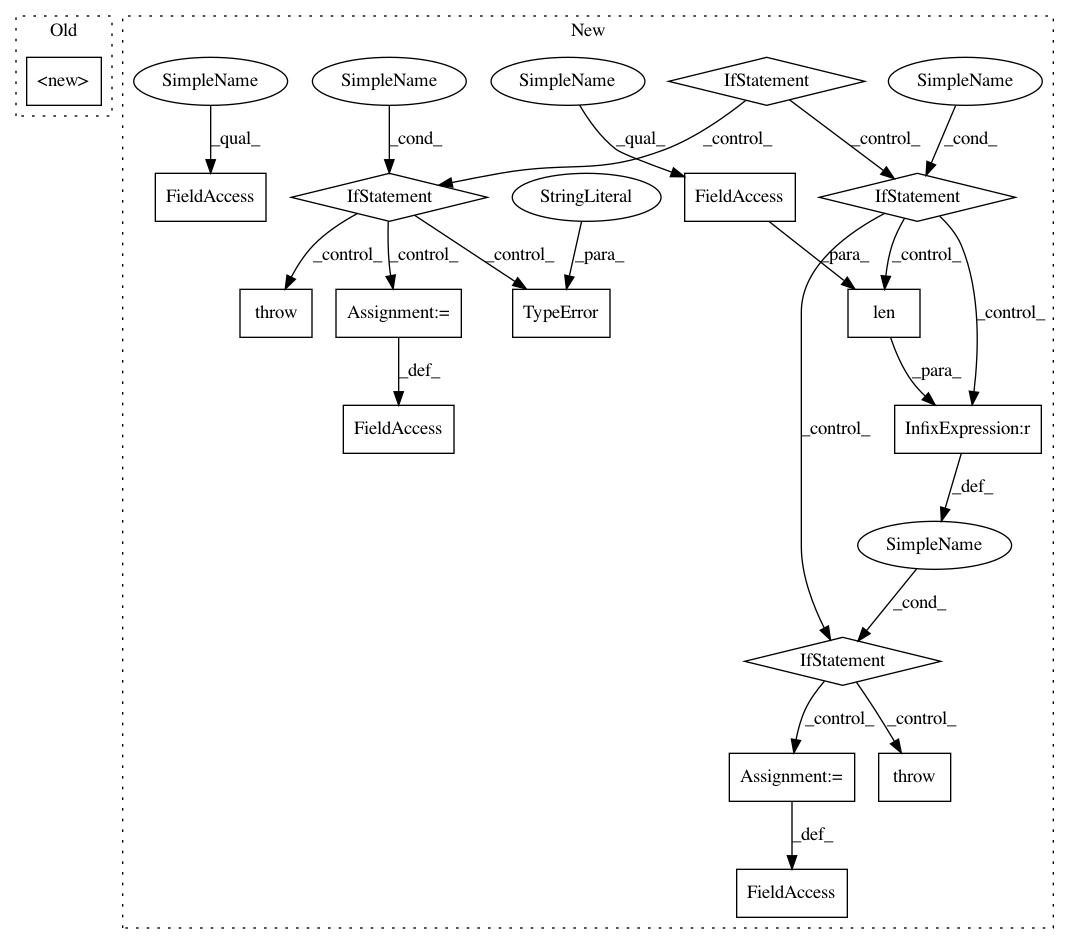 Old
New
<new>
SimpleName
SimpleName
SimpleName
IfStatement
SimpleName
_qual_
_cond_
_qual_
_control_
_control_
_cond_
FieldAccess
IfStatement
StringLiteral
FieldAccess
IfStatement
_control_
_control_
_control_
_para_
_para_
_control_
_control_
throw
Assignment:=
TypeError
len
_def_
_para_
FieldAccess
_control_
InfixExpression:r
_def_
SimpleName
_cond_
IfStatement
_control_
_control_
Assignment:=
throw
_def_
FieldAccess